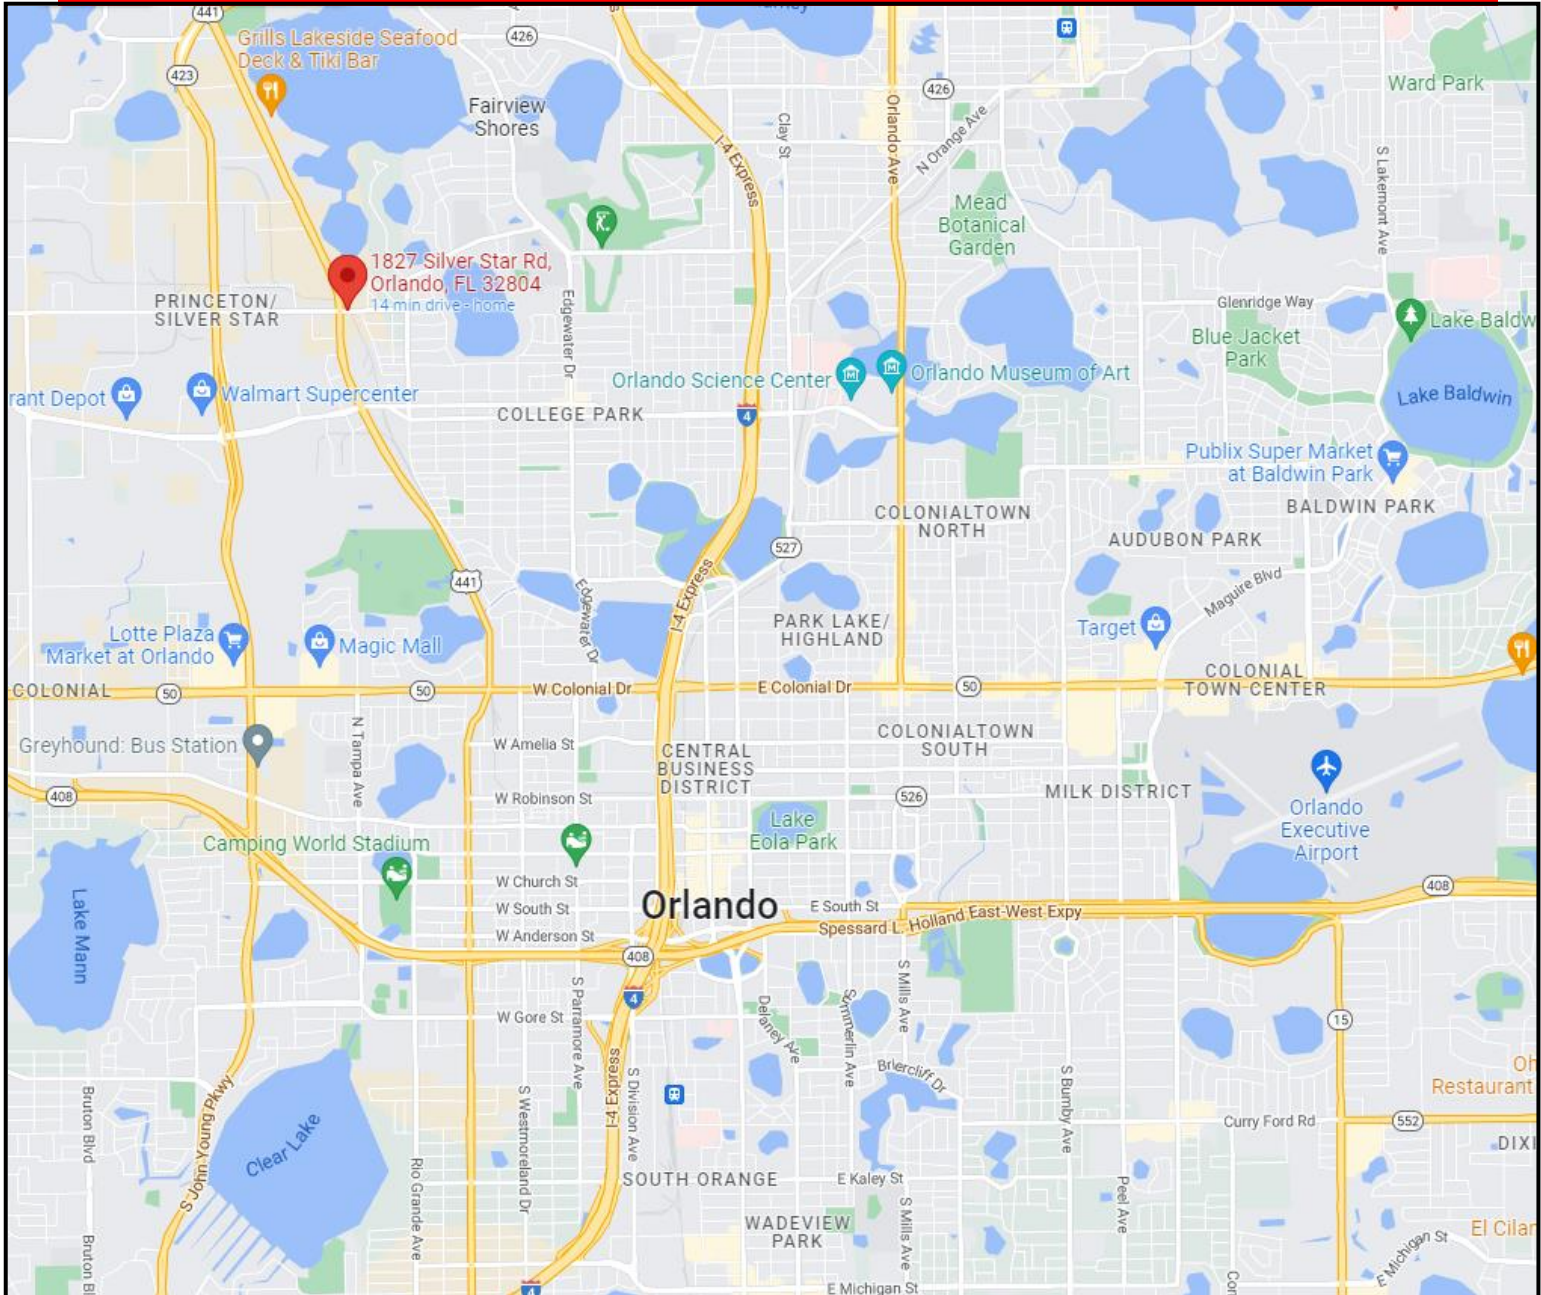 441
Grills Lakeside Seafood
Deck & Tiki Bar
426
423
Fairview
Shores
Ward Park
426
Clay St
Orlando Ave
N Orange Ave
I-4 Express
S Lakemont Ave
Mead
Botanical
Garden
1827 Silver Star Rd,
Orlando, FL 32804
14 min drive - home
PRINCETON/
SILVER STAR
Edgewater Dr
Glenridge Way
Blue Jacket
Park
Lake Baldw
Orlando Science Center
Orlando Museum of Art
rant Depot
Walmart Supercenter
Lake Baldwin
COLLEGE PARK
4
Publix Super Market
at Baldwin Park
BALDWIN PARK
COLONIALTOWN
NORTH
AUDUBON PARK
527
441
I-4 Express
Edgewater Dr
Maguire Blvd
PARK LAKE/
HIGHLAND
Lotte Plaza
Market at Orlando
Magic Mall
Target
COLONIAL
TOWN CENTER
COLONIAL
50
50
W Colonial Dr
E Colonial Dr
50
Greyhound: Bus Station
N Tampa Ave
W Amelia St
CENTRAL
BUSINESS
DISTRICT
COLONIALTOWN
SOUTH
408
W Robinson St
526
MILK DISTRICT
Orlando
Executive
Airport
Lake
Eola Park
Camping World Stadium
Lake Mann
W Church St
408
Orlando
W South St
E South St
Spessard L. Holland East-West Expy
W Anderson St
408
4
S Parramore Ave
W Gore St
Delaney Ave
Summerlin Ave
S Mills Ave
15
S John Young Pkwy
Bruton Blvd
Clear Lake
I-4 Express
S Division Ave
S Westmoreland Dr
Briercliff Dr
S Bumby Ave
Oh
Restaurant
Curry Ford Rd
552
DIXI
Rio Grande Ave
SOUTH ORANGE
E Kaley St
Peel Ave
S Mills Ave
WADEVIEW
PARK
El Cilan
E Michigan St
Bruton Bl
4
E Michigan St
Con